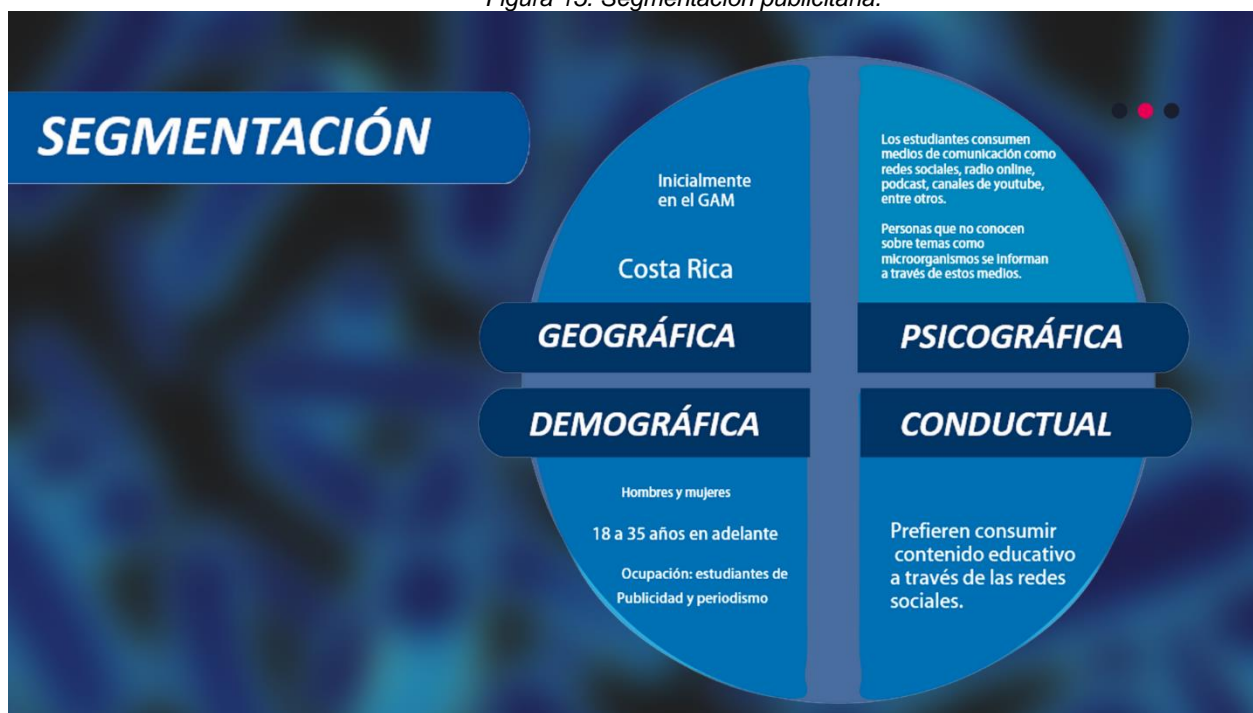 Figura 15. Segmentación publicitaria.
SEGMENTACIÓN
Inicialmente
en el GAM
Costa Rica
GEOGRÁFICA
Los estudiantes consumen
medios de comunicación como
redes sociales, radio online,
podcast, canales de youtube,
entre otros.
Personas que no conocen
sobre temas como
microorganismos se informan
a través de estos medios.
PSICOGRÁFICA
DEMOGRÁFICA
Hombres y mujeres
18 a 35 años en adelante
Ocupación: estudiantes de
Publicidad y periodismo
CONDUCTUAL
Prefieren consumir
contenido educativo
a través de las redes
sociales.